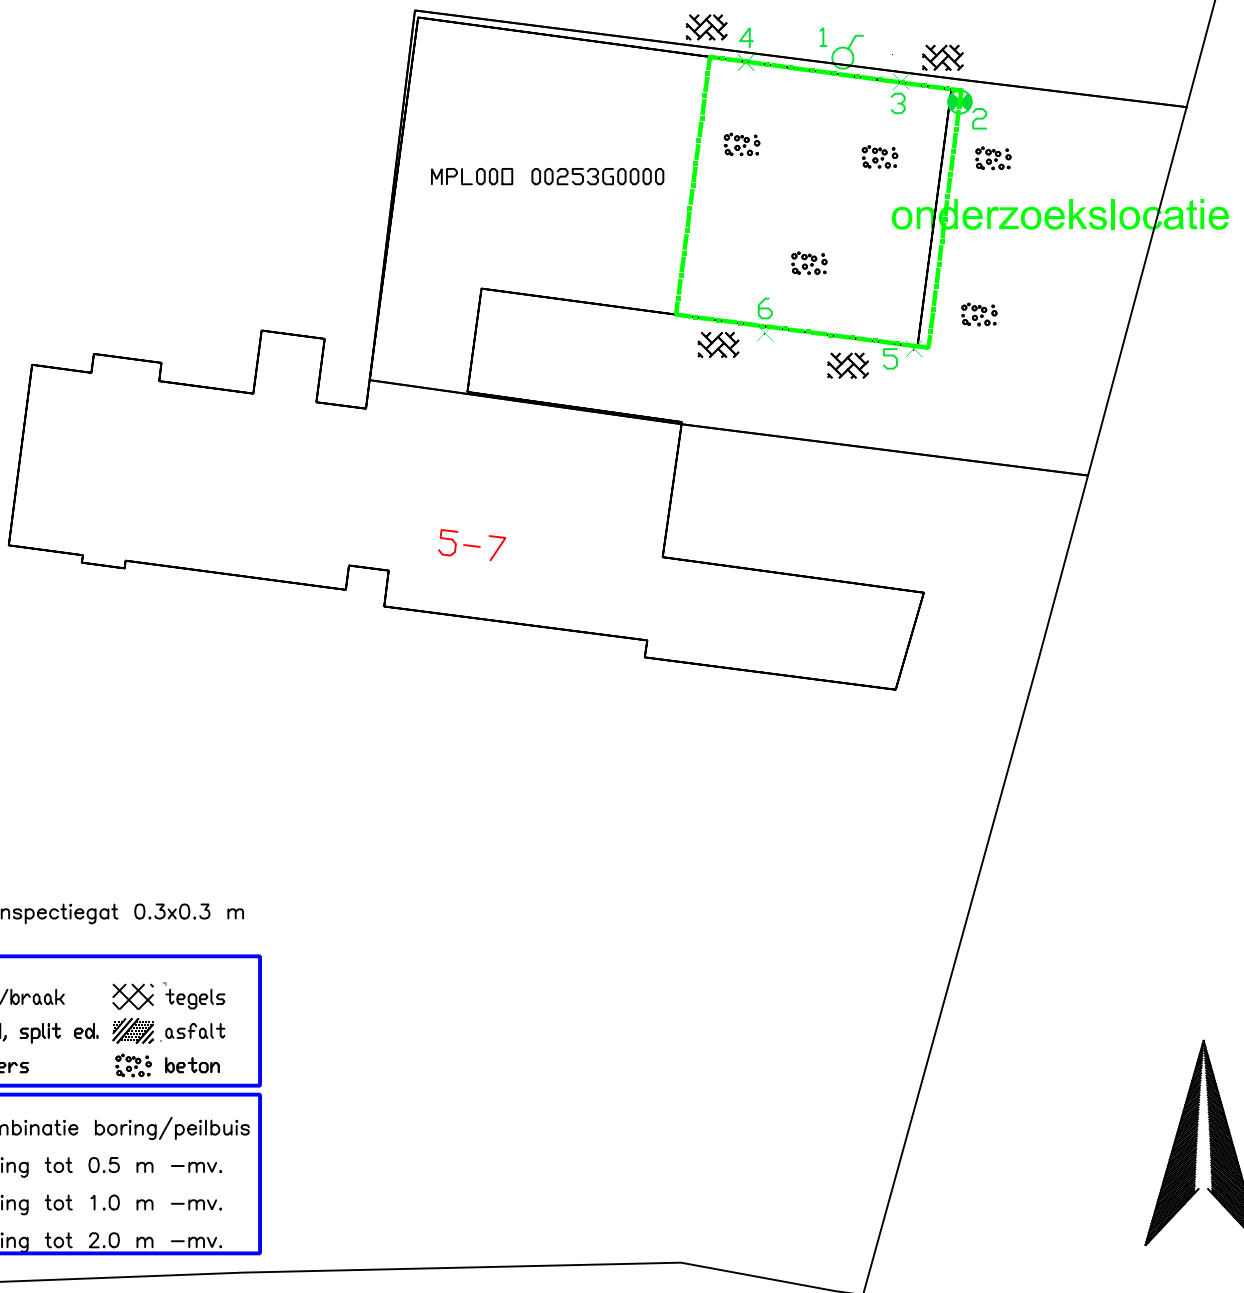 4
1
3
2
MPL00 00253G0000
onderzoekslocatie
6
5
5-7
nspectiegat 0.3x0.3 m
/braak tegels
, split ed. asfalt
ers beton
mbinatie boring/peilbuis
ing tot 0.5 m -mv.
ing tot 1.0 m -mv.
ing tot 2.0 m -mv.